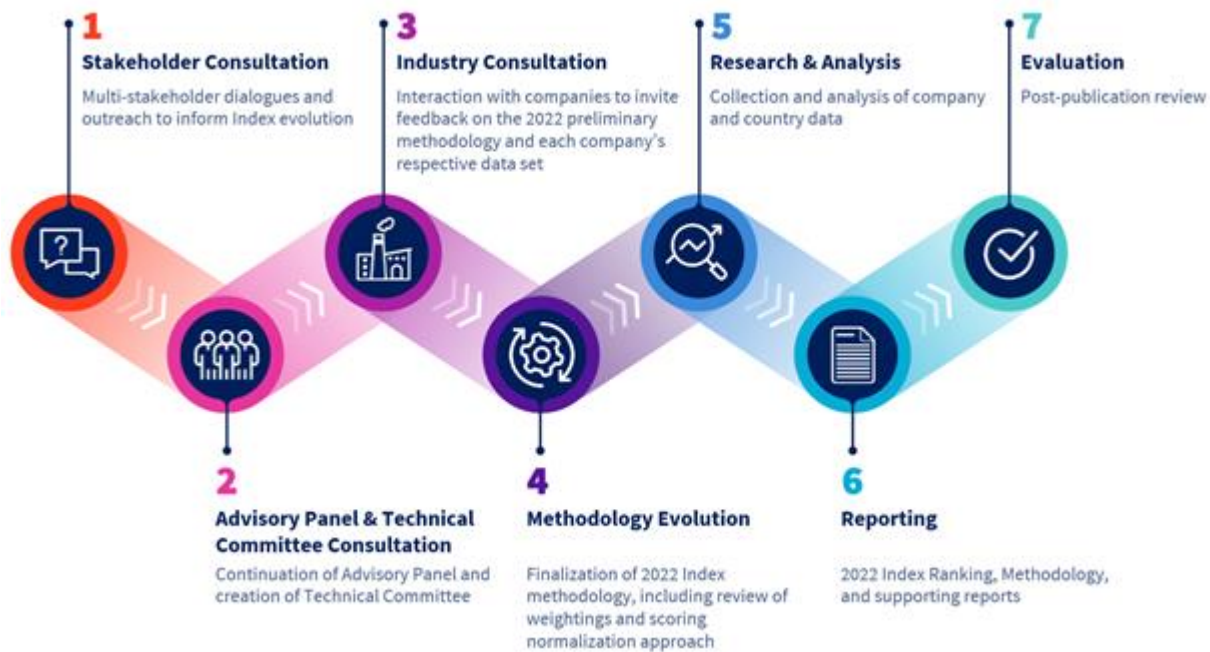 1
Stakeholder Consultation
Multi-stakeholder dialogues and
outreach to inform Index evolution
2
Advisory Panel & Technical
Committee Consultation
Continuation of Advisory Panel and
creation of Technical Committee
3
Industry Consultation
Interaction with companies to invite
feedback on the 2022 preliminary
methodology and each company's
respective data set
4
Methodology Evolution
Finalization of 2022 Index
methodology, including review of
weightings and scoring
normalization approach
5
Research & Analysis
Collection and analysis of company
and country data
6
Reporting
2022 Index Ranking, Methodology,
and supporting reports
7
Evaluation
Post-publication review
?